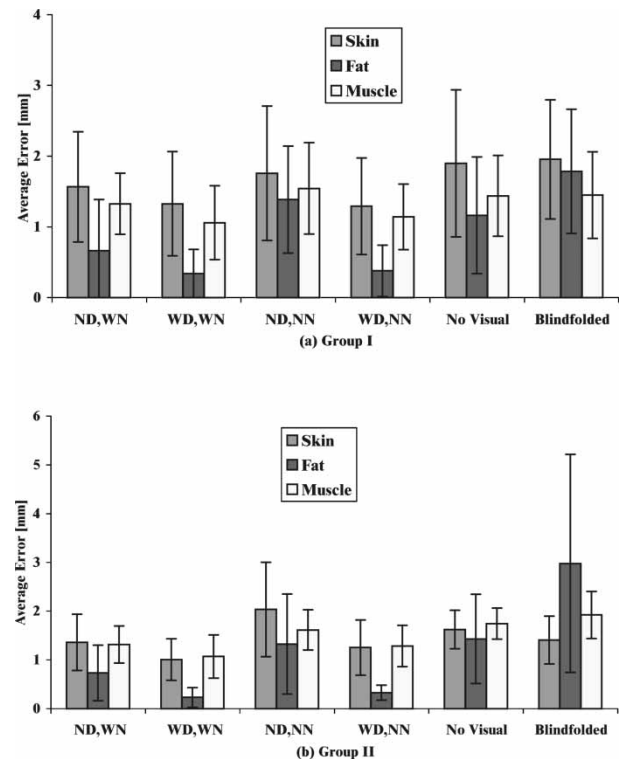 4
3
2
1
0
Average Error [mm]
Skin
Fat
Muscle
ND,WN WD,WN ND,NN WD,NN No Visual Blindfolded
(a) Group I
6
5
4
3
2
1
0
Average Error [mm]
Skin
Fat
Muscle
ND,WN WD,WN ND,NN WD,NN No Visual Blindfolded
(b) Group II